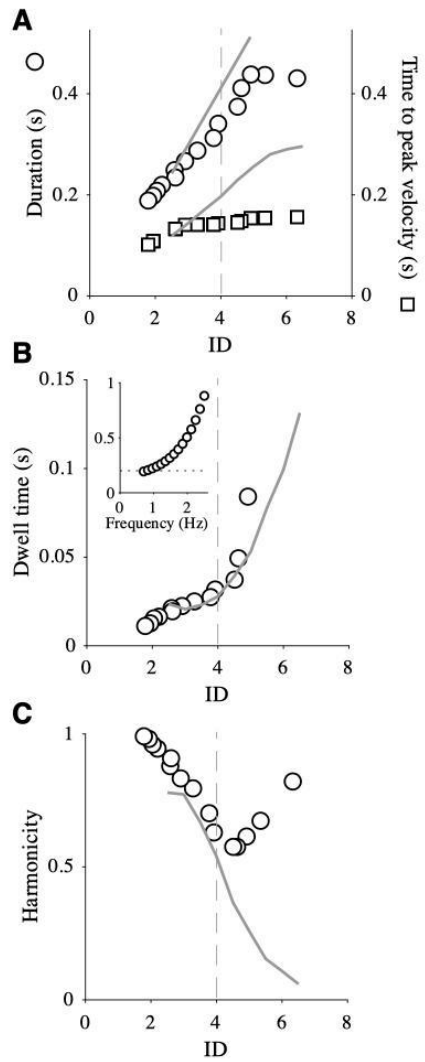 A
Duration (s)
0.4
0.2
0
0.4
0.2
0
Time to peak velocity (s)
0 2 4 6 8
ID
B
Dwell time (s)
0.15
0.1
0.05
0
1
0.5
0
0 1 2
Frequency (Hz)
0 2 4 6 8
ID
C
Harmonicity
1
0.5
0
0 2 4 6 8
ID